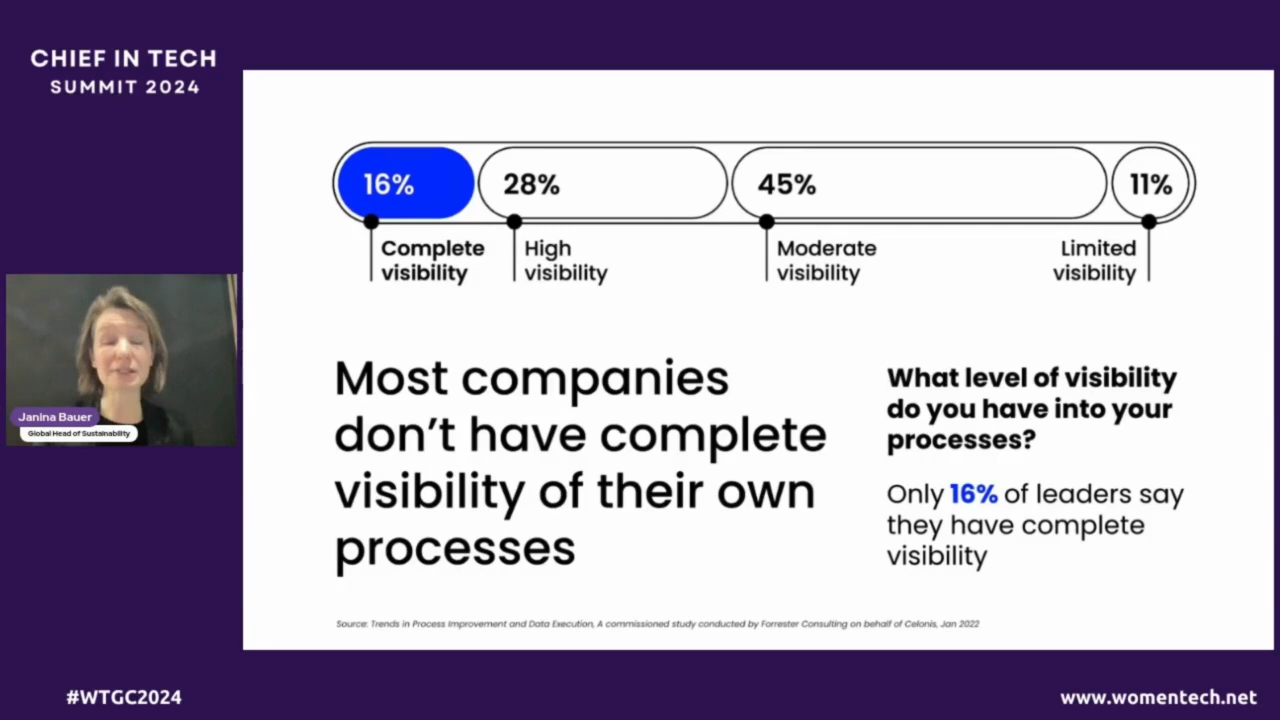 CHIEF IN TECH
SUMMIT 2024
16%
28%
45%
11%
Complete
visibility
High
visibility
Moderate
visibility
Limited
visibility
Most companies
don’t have complete
visibility of their own
processes
What level of visibility
do you have into your
processes?
Only 16% of leaders say
they have complete
visibility
Source: Trends in Process Improvement and Data Execution, A commissioned study conducted by Forrester Consulting on behalf of Celonis, Jan 2022
Janina Bauer
Global Head of Sustainability
#WTGC2024
www.womentech.net